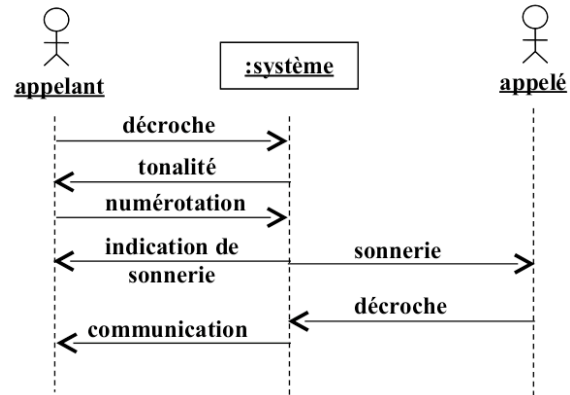 appelant
:système
appelé
décroche
tonalité
numérotation
indication de
sonnerie
sonnerie
décroche
communication